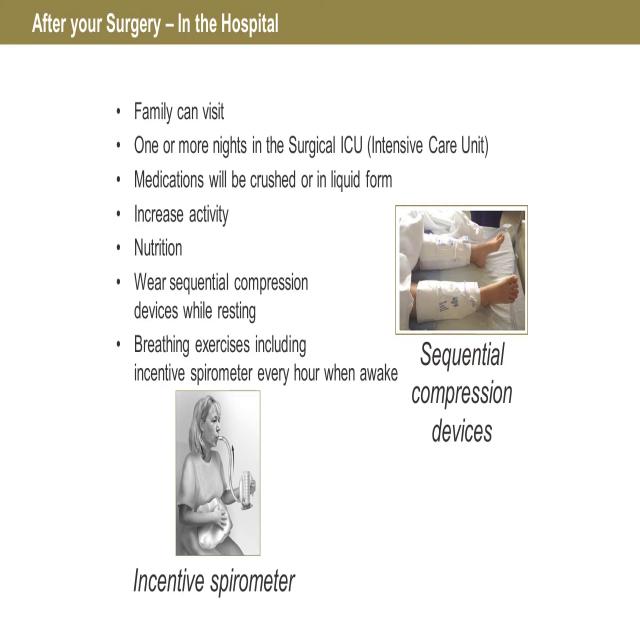 After your Surgery – In the Hospital
• Family can visit
• One or more nights in the Surgical ICU (Intensive Care Unit)
• Medications will be crushed or in liquid form
• Increase activity
• Nutrition
• Wear sequential compression
devices while resting
• Breathing exercises including
incentive spirometer every hour when awake
Sequential
compression
devices
Incentive spirometer